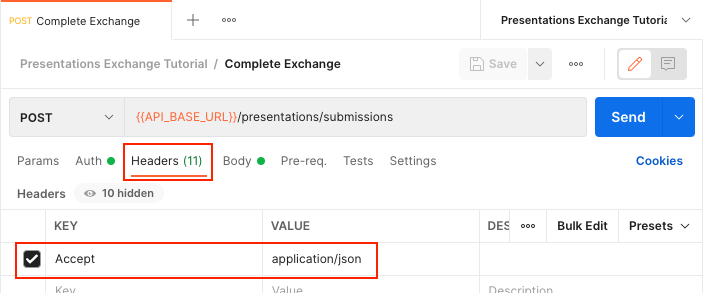 POST Complete Exchange
Presentations Exchange Tutoria
Presentations Exchange Tutorial / Complete Exchange
Save
POST
{{API_BASE_URL}}/presentations/submissions
Send
Params Auth Headers (11) Body Pre-req. Tests Settings Cookies
Headers 10 hidden
KEY VALUE DES Bulk Edit Presets
Accept application/json
Key Value Description